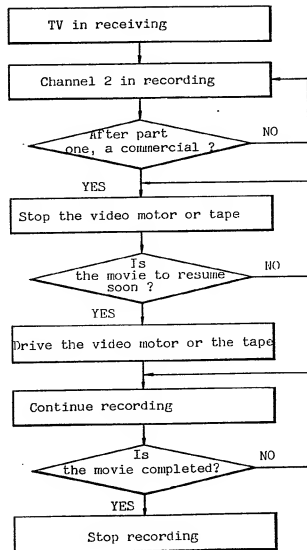 TV in receiving
Channel 2 in recording
After part
one, a commercial ?
NO
YES
Stop the video motor or tape
Is
the movie to resume
soon ?
NO
YES
Drive the video motor or the tape
Continue recording
Is
the movie completed?
NO
YES
Stop recording